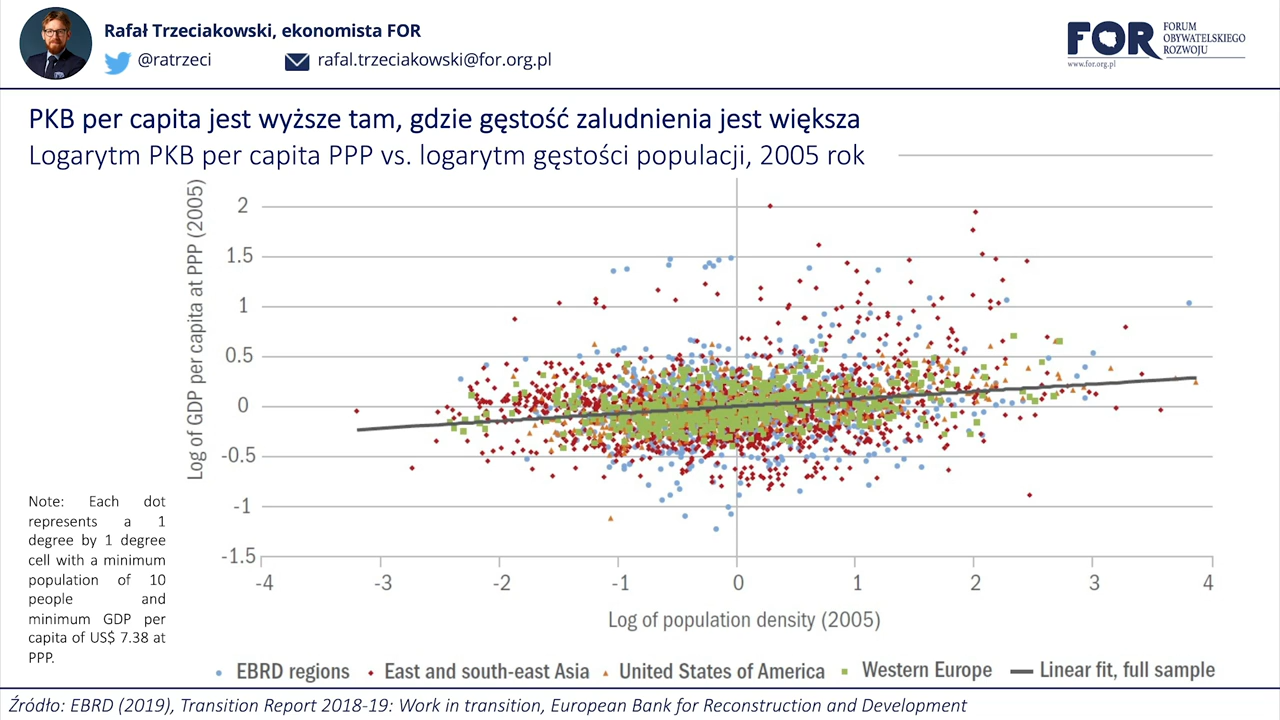 Rafał Trzeciakowski, ekonomista FOR
@ratrzeci
rafal.trzeciakowski@for.org.pl
FOR
FORUM
OBYWATELSKIEGO
ROZWOJU
www.for.org.pl
PKB per capita jest wyższe tam, gdzie gęstość zaludnienia jest większa
Logarytm PKB per capita PPP vs. logarytm gęstości populacji, 2005 rok
Log of GDP per capita at PPP (2005)
2
1.5
1
0.5
0
-0.5
-1
-1.5
-4
-3
-2
-1
0
1
2
3
4
Log of population density (2005)
Note: Each dot
represents a 1
degree by 1 degree
cell with a minimum
population of 10
people and
minimum GDP per
capita of US$ 7.38 at
PPP.
EBRD regions
East and south-east Asia
United States of America
Western Europe
Linear fit, full sample
Źródło: EBRD (2019), Transition Report 2018-19: Work in transition, European Bank for Reconstruction and Development